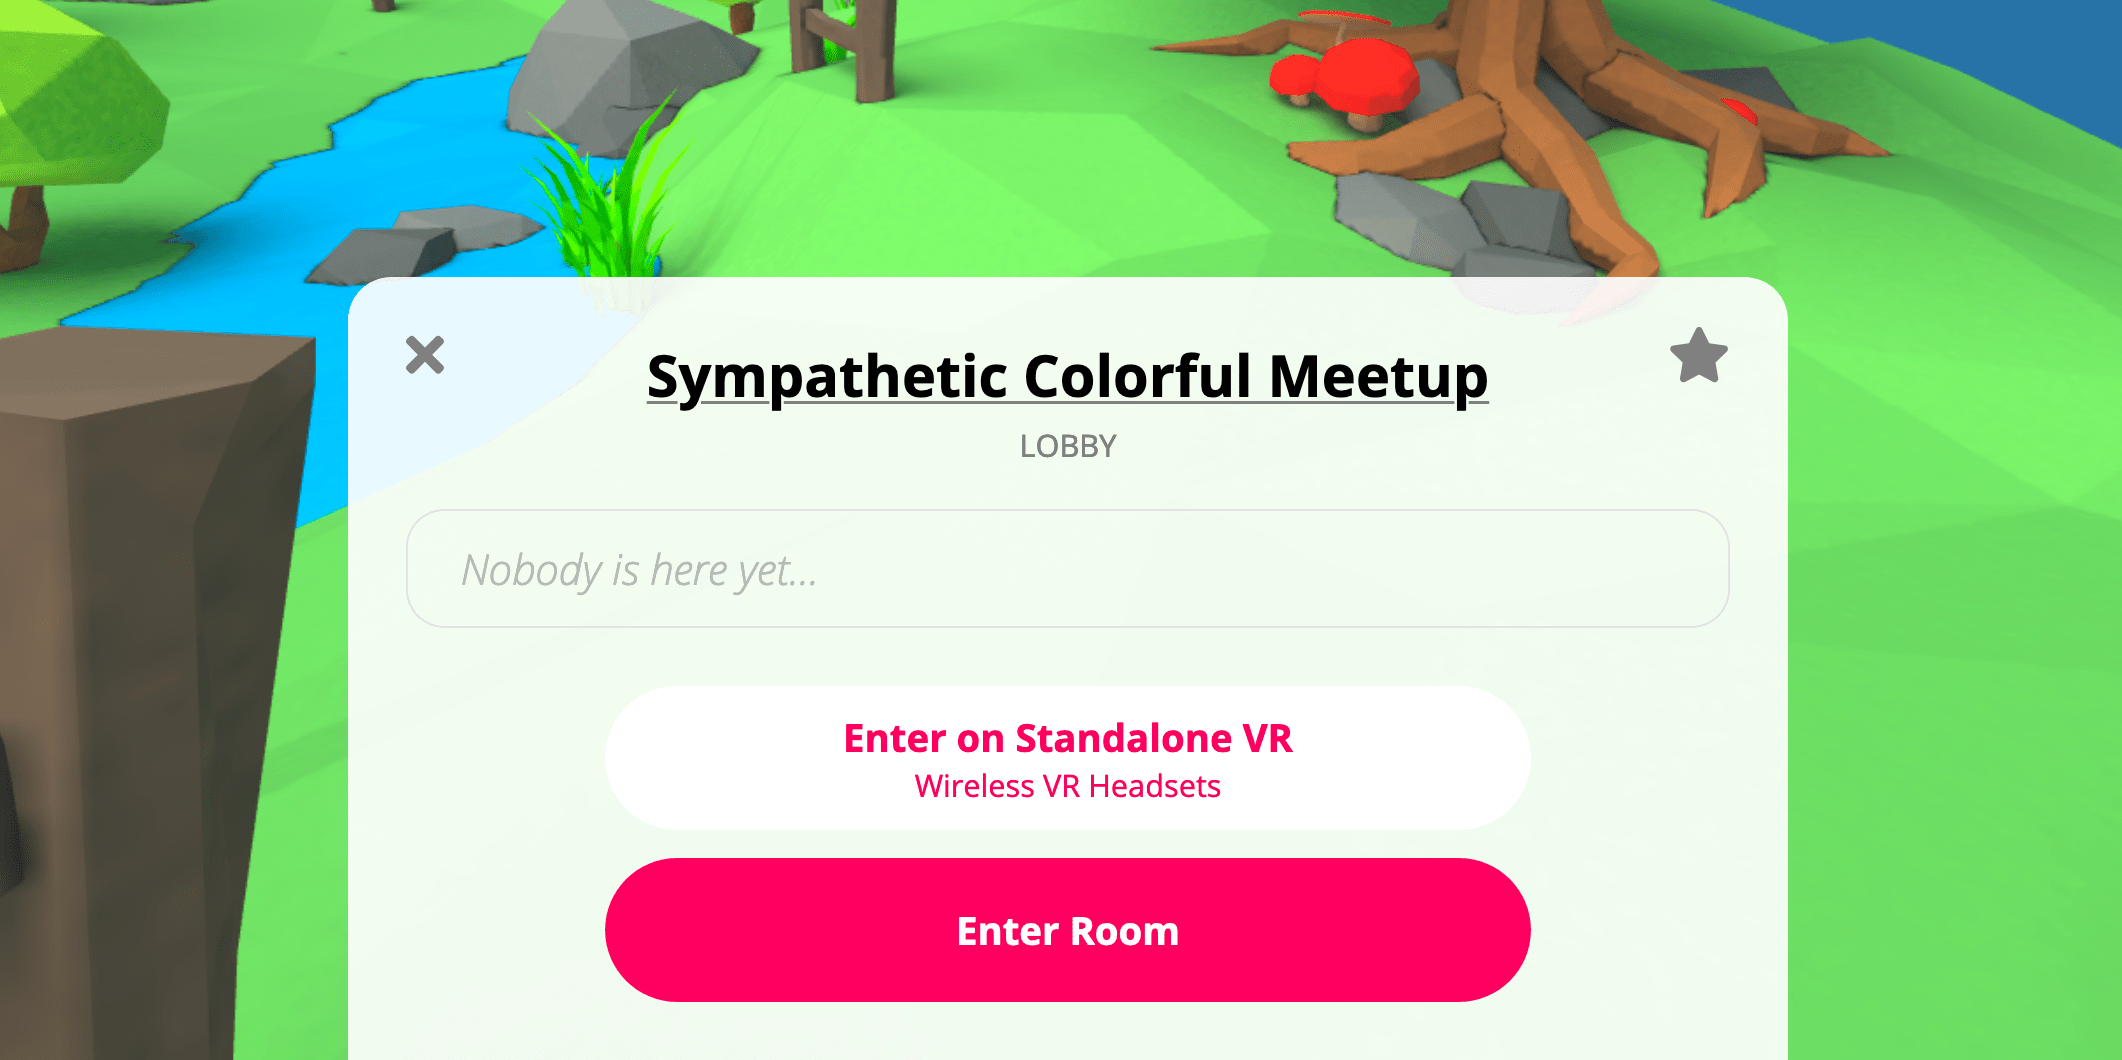 Sympathetic Colorful Meetup
LOBBY
Nobody is here yet...
Enter on Standalone VR
Wireless VR Headsets
Enter Room